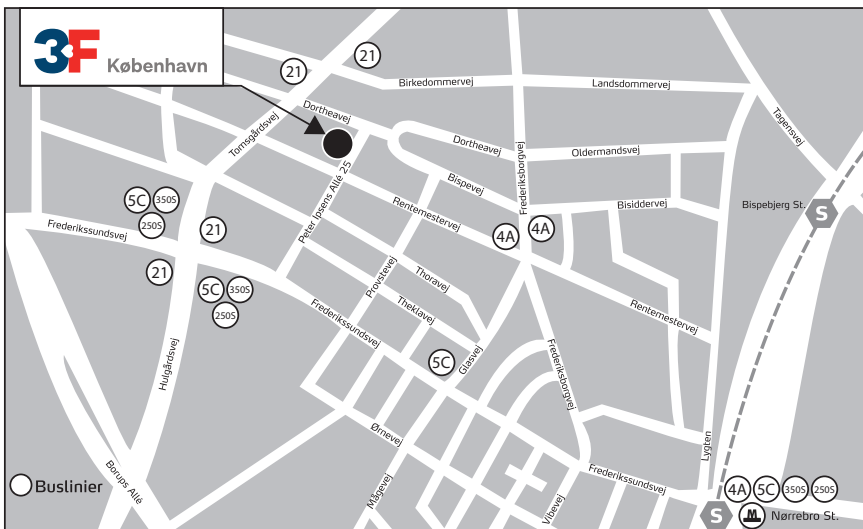 3F København
21
21
Birkedommervej
Landsdommervej
Tagensvej
Dortheavej
Tomsgårdsvej
Dortheavej
Frederiksborgvej
Oldermandsvej
Peter Ipsens Allé 25
Bispevej
Rentemestervej
Bisiddervej
Bispebjerg St.
S
5C 350S
250S
Frederikssundsvej
21
4A 4A
21
5C 350S
250S
Provstevej
Thoravej
Theklavej
Rentemestervej
Frederikssundsvej
Hulgårdsvej
5C
Glasvej
Frederiksborgvej
Ørnevej
Lygten
Borups Allé
Mågevej
Vibevej
Frederikssundsvej
Buslinier
4A 5C 350S 250S
S M Nørrebro St.